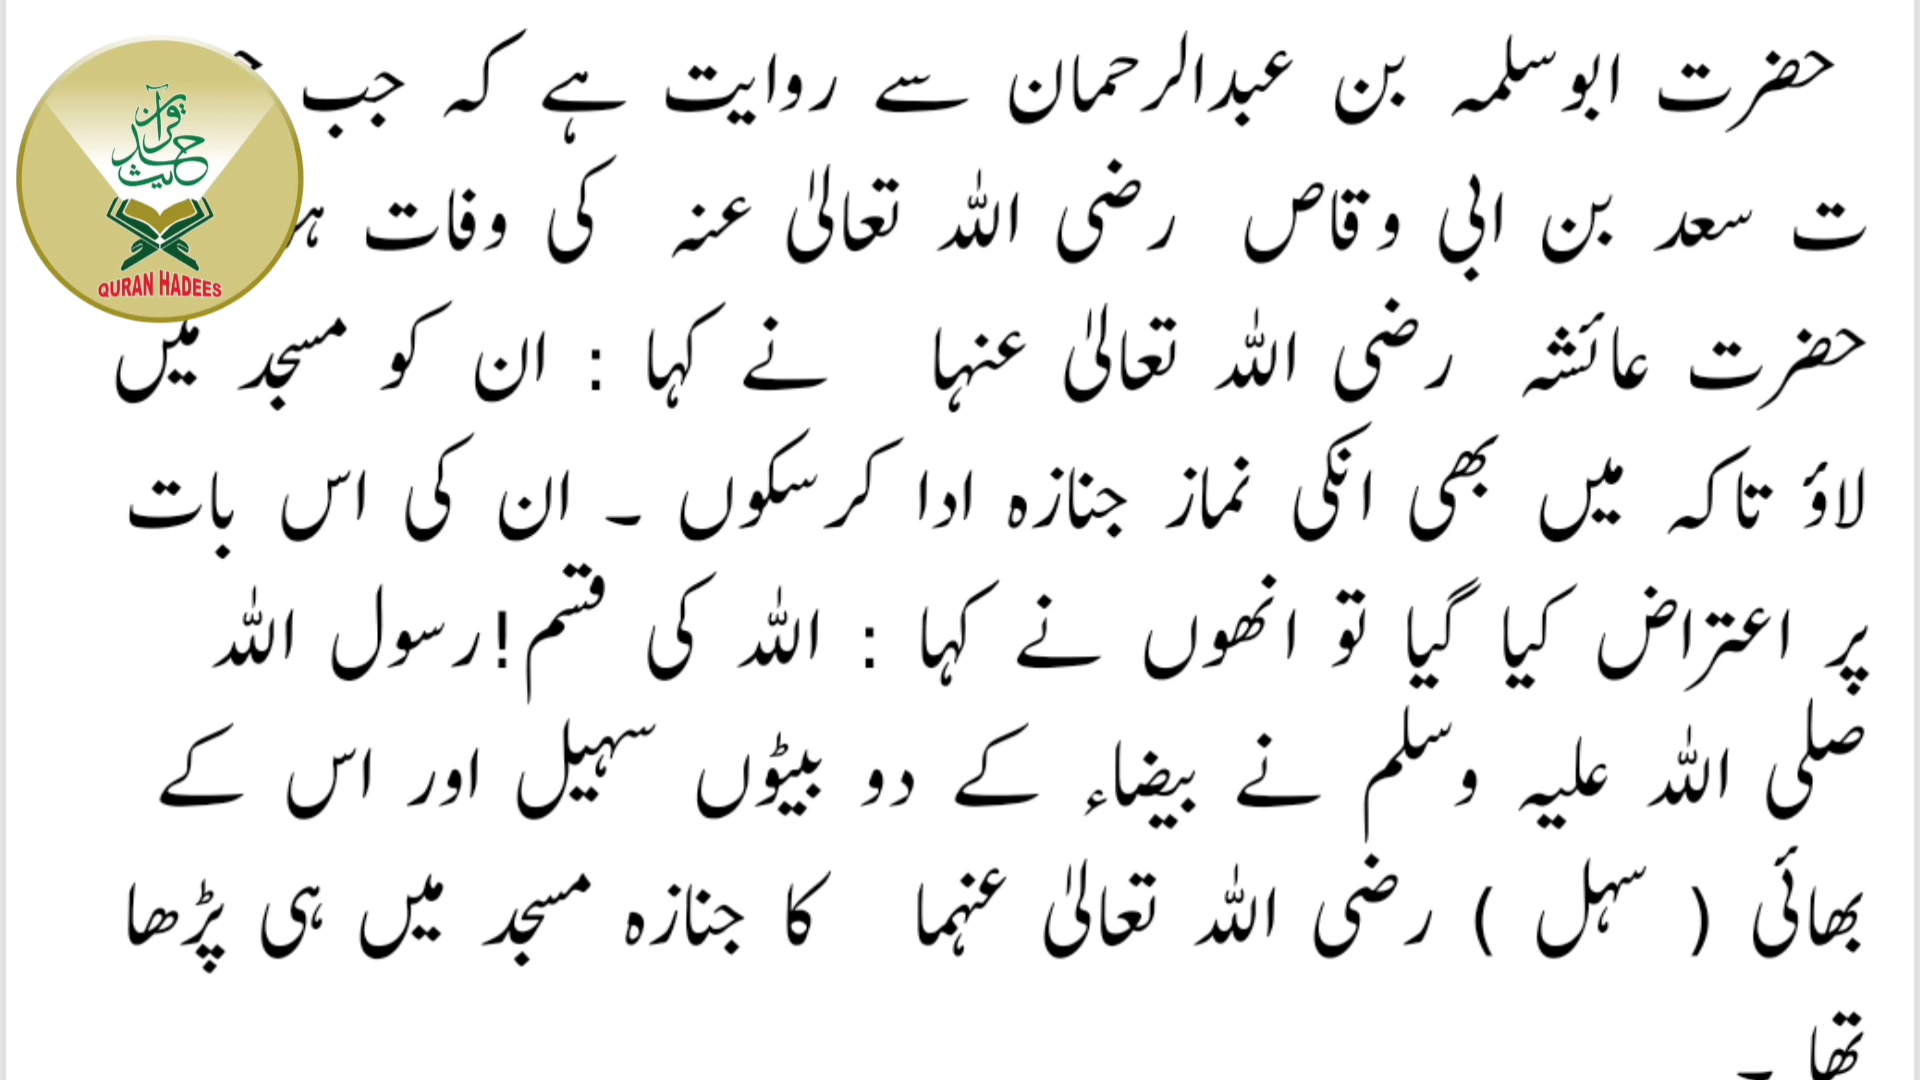 حضرت ابوسلمہ بن عبدالرحمان سے روایت ہے کہ جب
ت سعد بن ابی وقاص رضی اللہ تعالیٰ عنہ کی وفات
حضرت عائشہ رضی اللہ تعالیٰ عنہا نے کہا : ان کو مسجد میں
لاؤ تاکہ میں بھی انکی نماز جنازہ ادا کرسکوں ۔ ان کی اس بات
پر اعتراض کیا گیا تو انھوں نے کہا : اللہ کی قسم!رسول اللہ
صلی اللہ علیہ وسلم نے بیضاء کے دو بیٹوں سہیل اور اس کے
بھائی ( سہل ) رضی اللہ تعالیٰ عنہما کا جنازہ مسجد میں ہی پڑھا
تھا ۔
قرآن
حدیث
QURAN HADEES